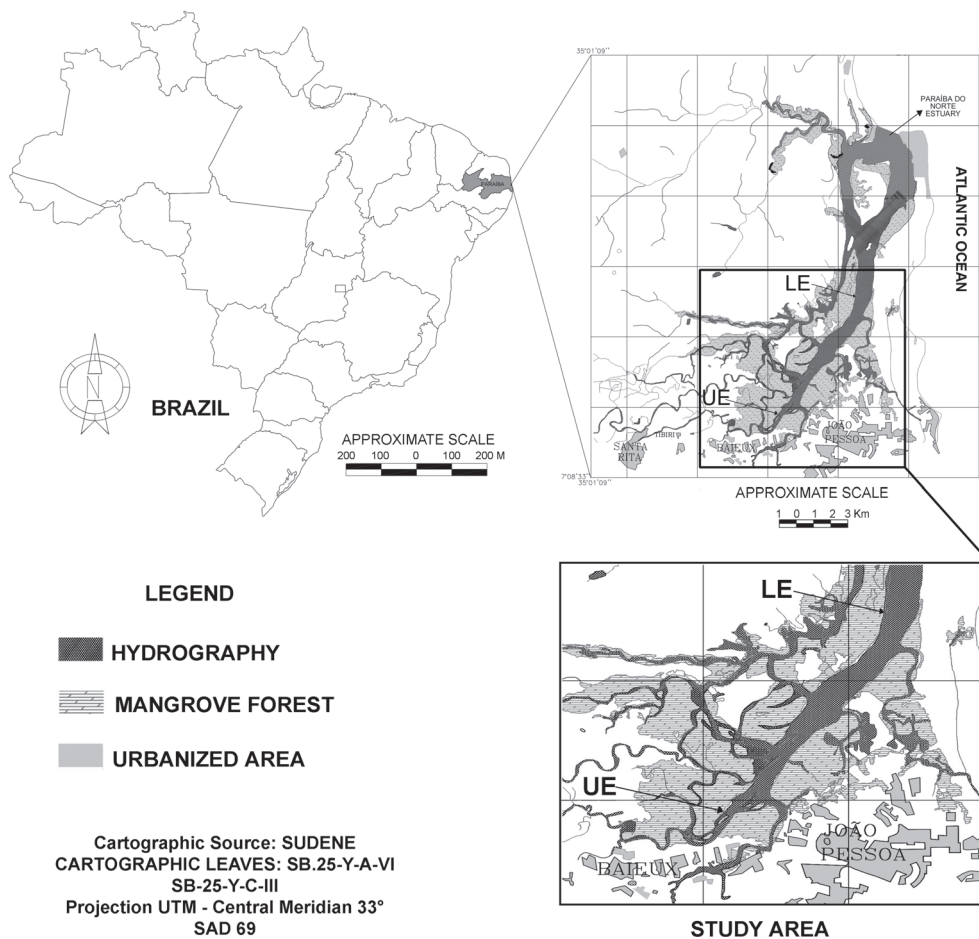 35°01'09"
PARAÍBA DO
NORTE
ESTUARY
PARAÍBA
ATLANTIC OCEAN
LE
N
BRAZIL
UE
JOÃO
PESSOA
TIBIRI
SANTA
RITA
BAIEUX
APPROXIMATE SCALE
200 100 0 100 200 M
7°08'33"
35°01'09"
APPROXIMATE SCALE
1 0 1 2 3 Km
LEGEND
HYDROGRAPHY
MANGROVE FOREST
URBANIZED AREA
LE
UE
JOÃO
PESSOA
BAIEUX
Cartographic Source: SUDENE
CARTOGRAPHIC LEAVES: SB.25-Y-A-VI
SB-25-Y-C-III
Projection UTM - Central Meridian 33°
SAD 69
STUDY AREA